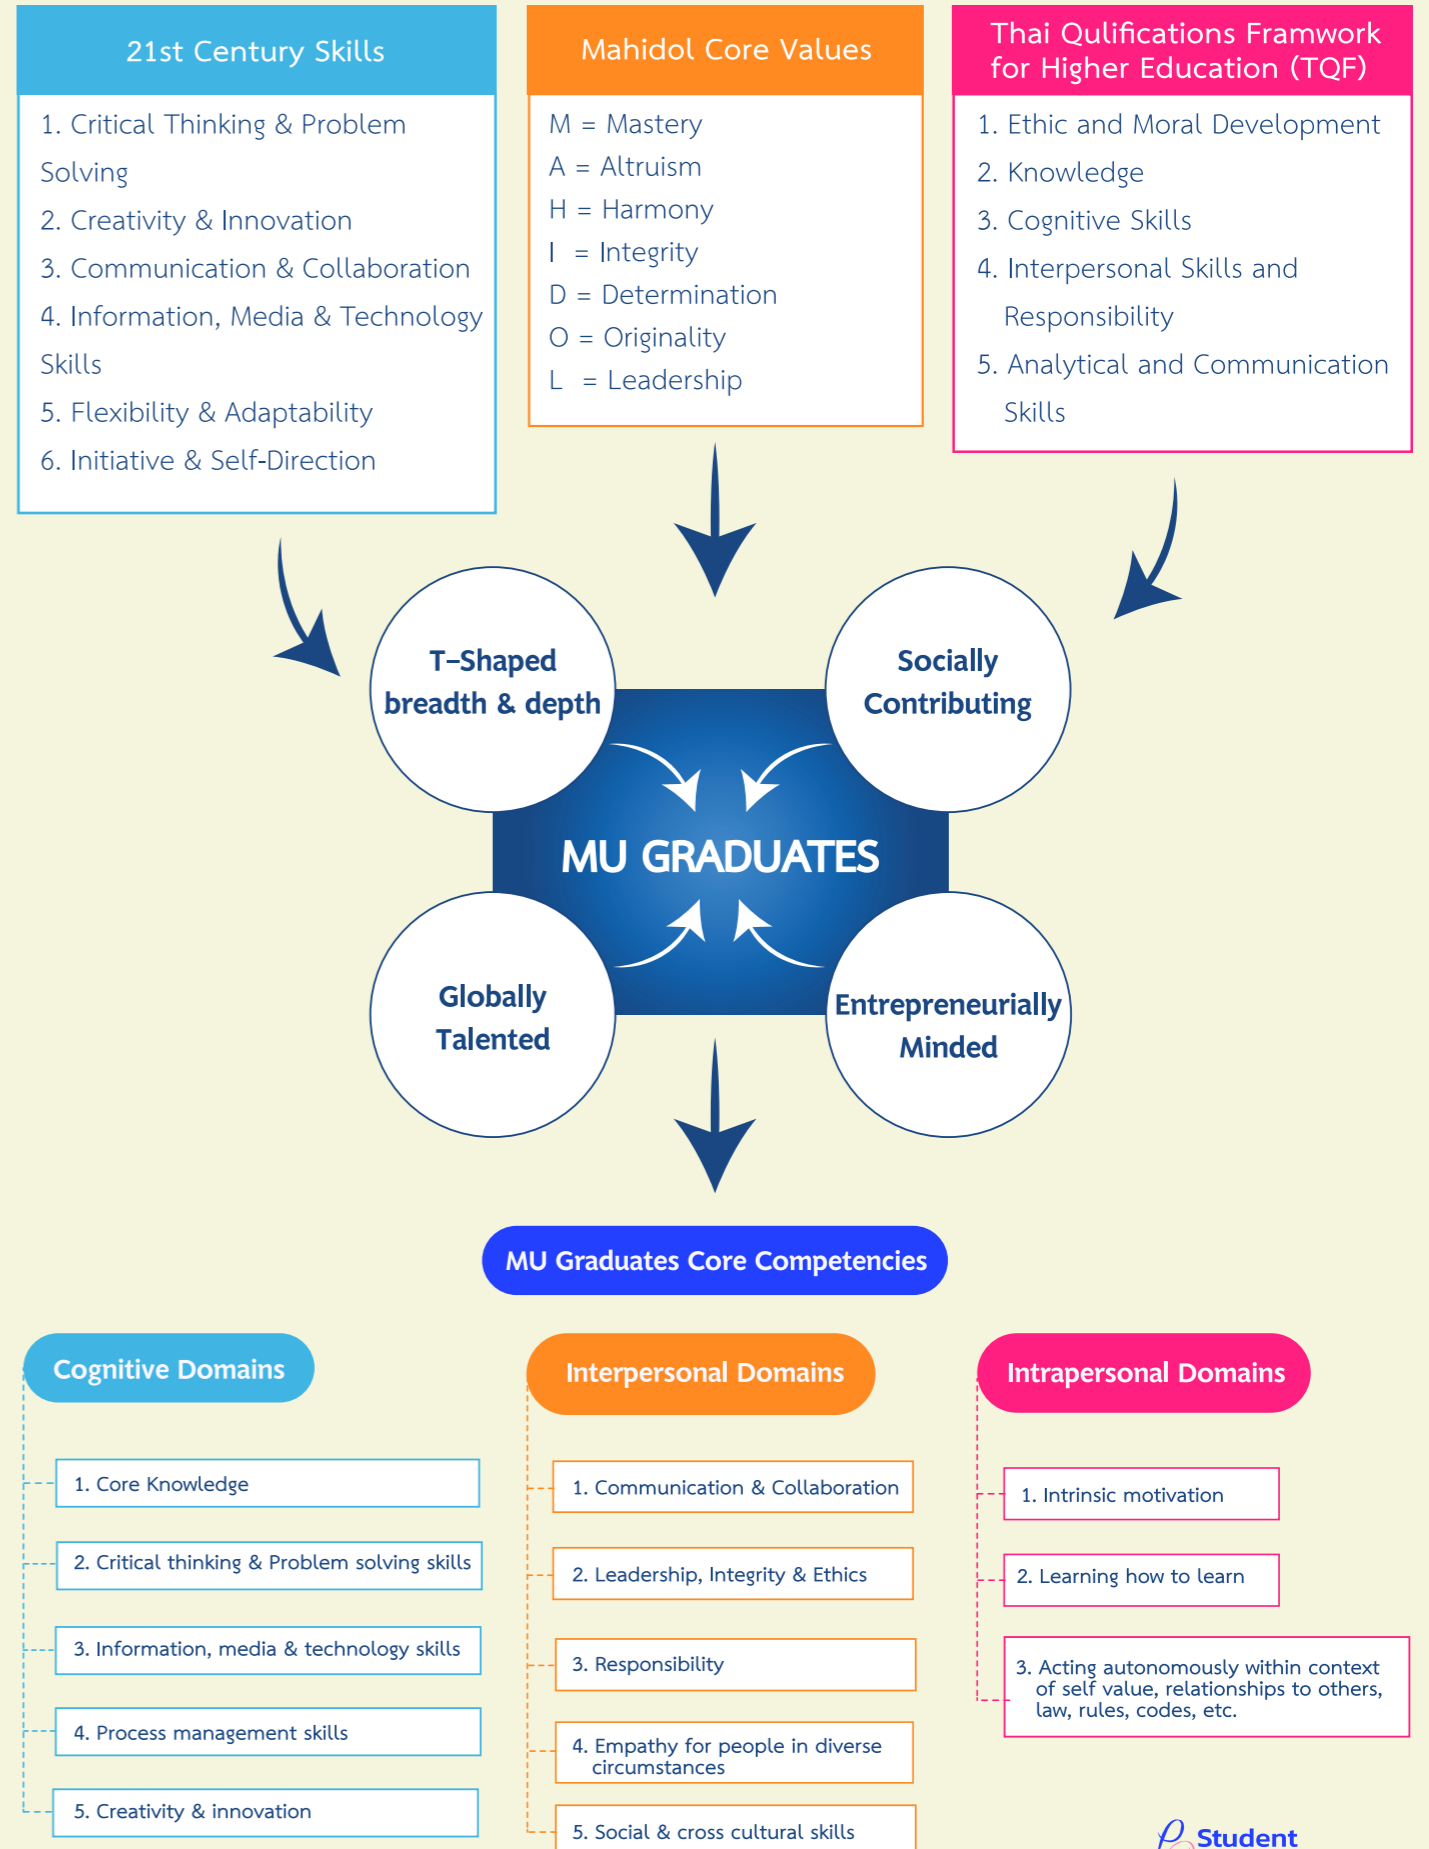 21st Century Skills
1. Critical Thinking & Problem
Solving
2. Creativity & Innovation
3. Communication & Collaboration
4. Information, Media & Technology
Skills
5. Flexibility & Adaptability
6. Initiative & Self-Direction
Mahidol Core Values
M = Mastery
A = Altruism
H = Harmony
I = Integrity
D = Determination
O = Originality
L = Leadership
Thai Qulifications Framwork
for Higher Education (TQF)
1. Ethic and Moral Development
2. Knowledge
3. Cognitive Skills
4. Interpersonal Skills and
Responsibility
5. Analytical and Communication
Skills
T-Shaped
breadth & depth
Socially
Contributing
MU GRADUATES
Globally
Talented
Entrepreneurially
Minded
MU Graduates Core Competencies
Cognitive Domains
1. Core Knowledge
2. Critical thinking & Problem solving skills
3. Information, media & technology skills
4. Process management skills
5. Creativity & innovation
Interpersonal Domains
1. Communication & Collaboration
2. Leadership, Integrity & Ethics
3. Responsibility
4. Empathy for people in diverse
circumstances
5. Social & cross cultural skills
Intrapersonal Domains
1. Intrinsic motivation
2. Learning how to learn
3. Acting autonomously within context
of self value, relationships to others,
law, rules, codes, etc.
Student